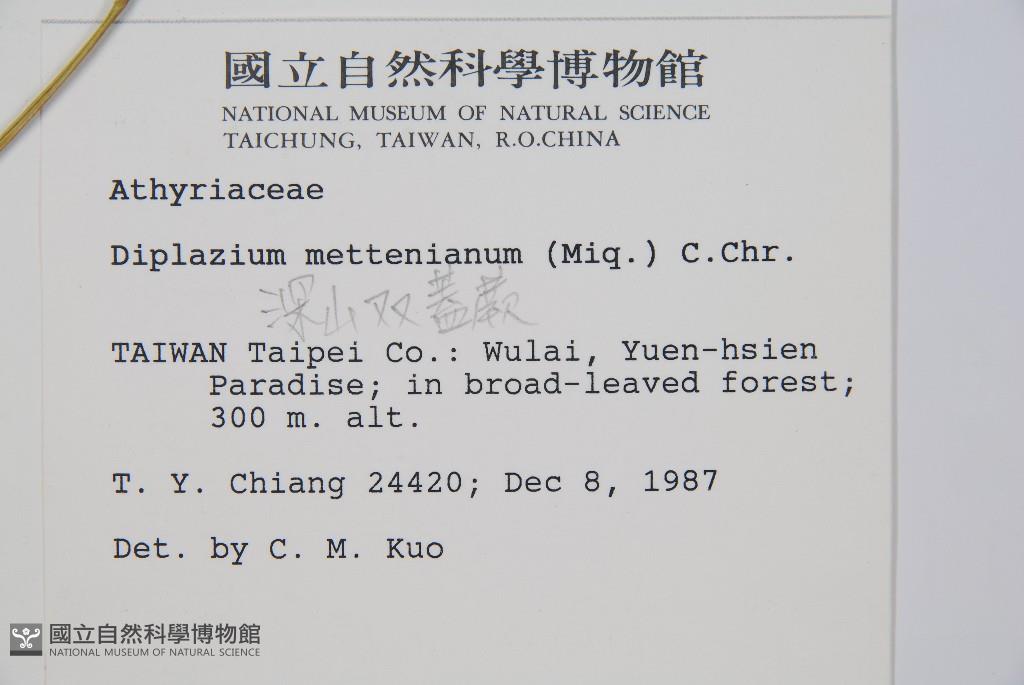 國立自然科學博物館
NATIONAL MUSEUM OF NATURAL SCIENCE
TAICHUNG, TAIWAN, R.O.CHINA
Athyriaceae
Diplazium mettenianum (Miq.) C.Chr.
深山双蓋蕨
TAIWAN Taipei Co.: Wulai, Yuen-hsien
Paradise; in broad-leaved forest;
300 m. alt.
T. Y. Chiang 24420; Dec 8, 1987
Det. by C. M. Kuo
國立自然科學博物館
NATIONAL MUSEUM OF NATURAL SCIENCE